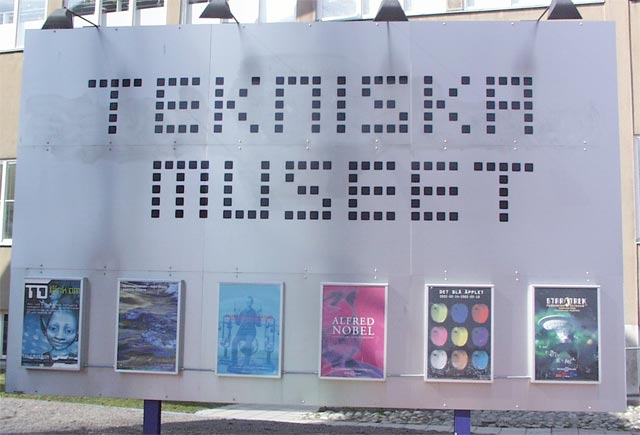 TEKNISKA
MUSEET
ALFRED
NOBEL
DET BLÅ ÄPPLET
STAR TREK